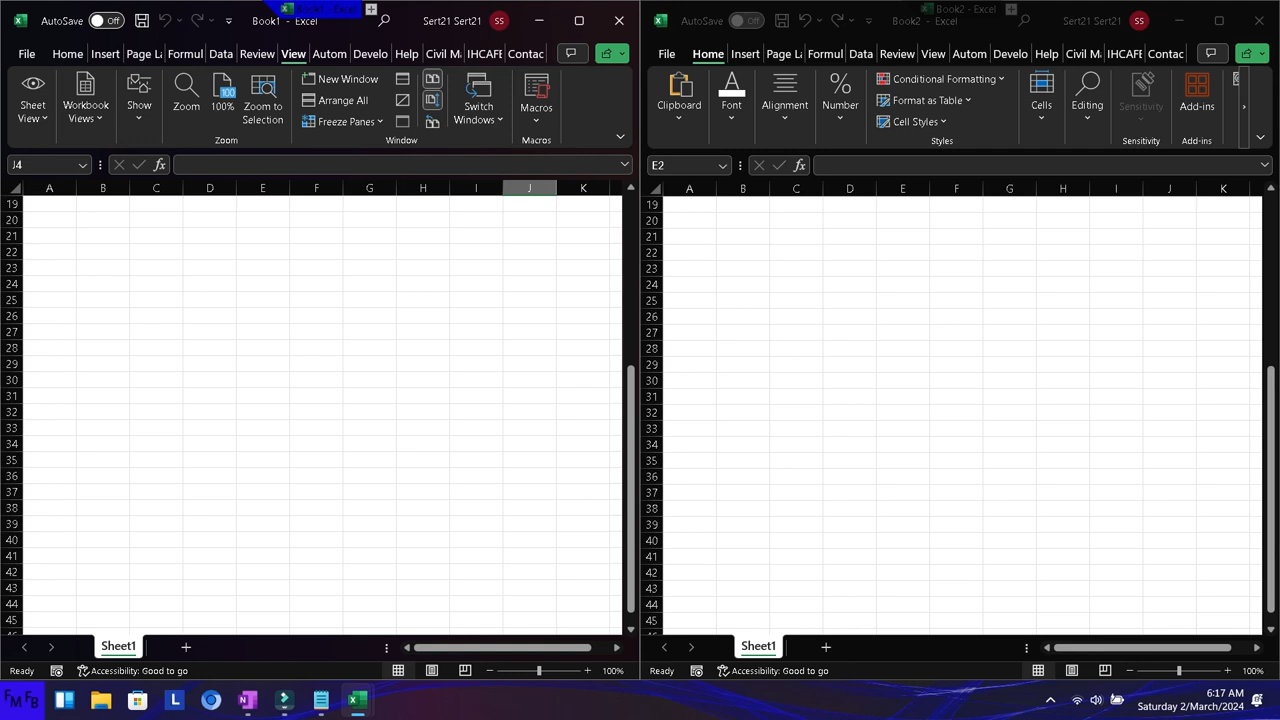 Book1 - Excel
AutoSave Off Book1 - Excel Sert21 Sert21 SS
File Home Insert Page L Formul Data Review View Autom Develo Help Civil M IHCAFE Contac
Sheet View
Workbook Views
Show
Zoom
100
100%
Zoom to Selection
Zoom
New Window
Arrange All
Freeze Panes
Switch Windows
Window
Macros
Macros
J4 fx
A B C D E F G H I J K
19
20
21
22
23
24
25
26
27
28
29
30
31
32
33
34
35
36
37
38
39
40
41
42
43
44
45
Sheet1
Ready Accessibility: Good to go 100%
Book2 - Excel
AutoSave Off Book2 - Excel Sert21 Sert21 SS
File Home Insert Page L Formul Data Review View Autom Develo Help Civil M IHCAFE Contac
Clipboard
Font
Alignment
Number
Conditional Formatting
Format as Table
Cell Styles
Styles
Cells
Editing
Sensitivity
Sensitivity
Add-ins
Add-ins
E2 fx
A B C D E F G H I J K
19
20
21
22
23
24
25
26
27
28
29
30
31
32
33
34
35
36
37
38
39
40
41
42
43
44
45
Sheet1
Ready Accessibility: Good to go 100%
FM FB
6:17 AM
Saturday 2/March/2024